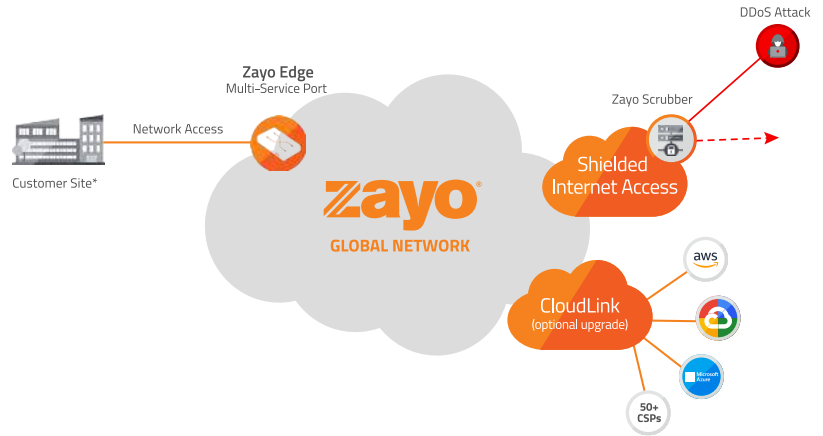 DDoS Attack
Zayo Edge
Multi-Service Port
Zayo Scrubber
Network Access
Customer Site*
Shielded
Internet Access
zayo®
GLOBAL NETWORK
aws
CloudLink
(optional upgrade)
Microsoft
Azure
50+
CSPs